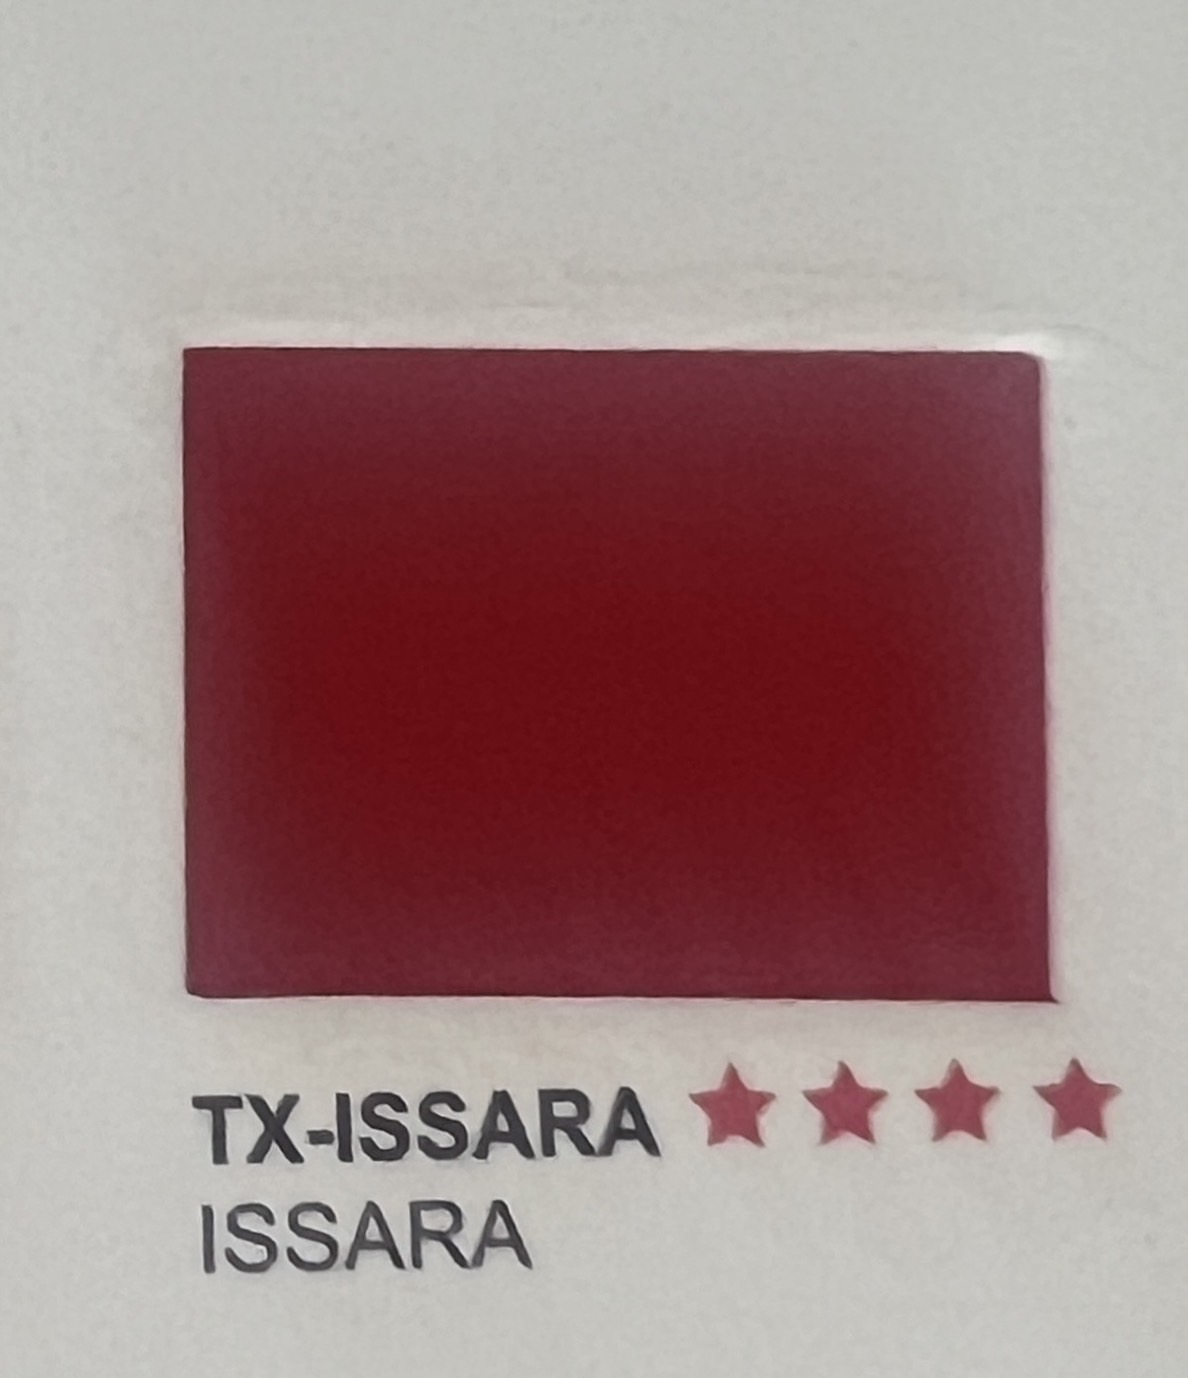 TX-ISSARA ★ ★ ★ ★
ISSARA